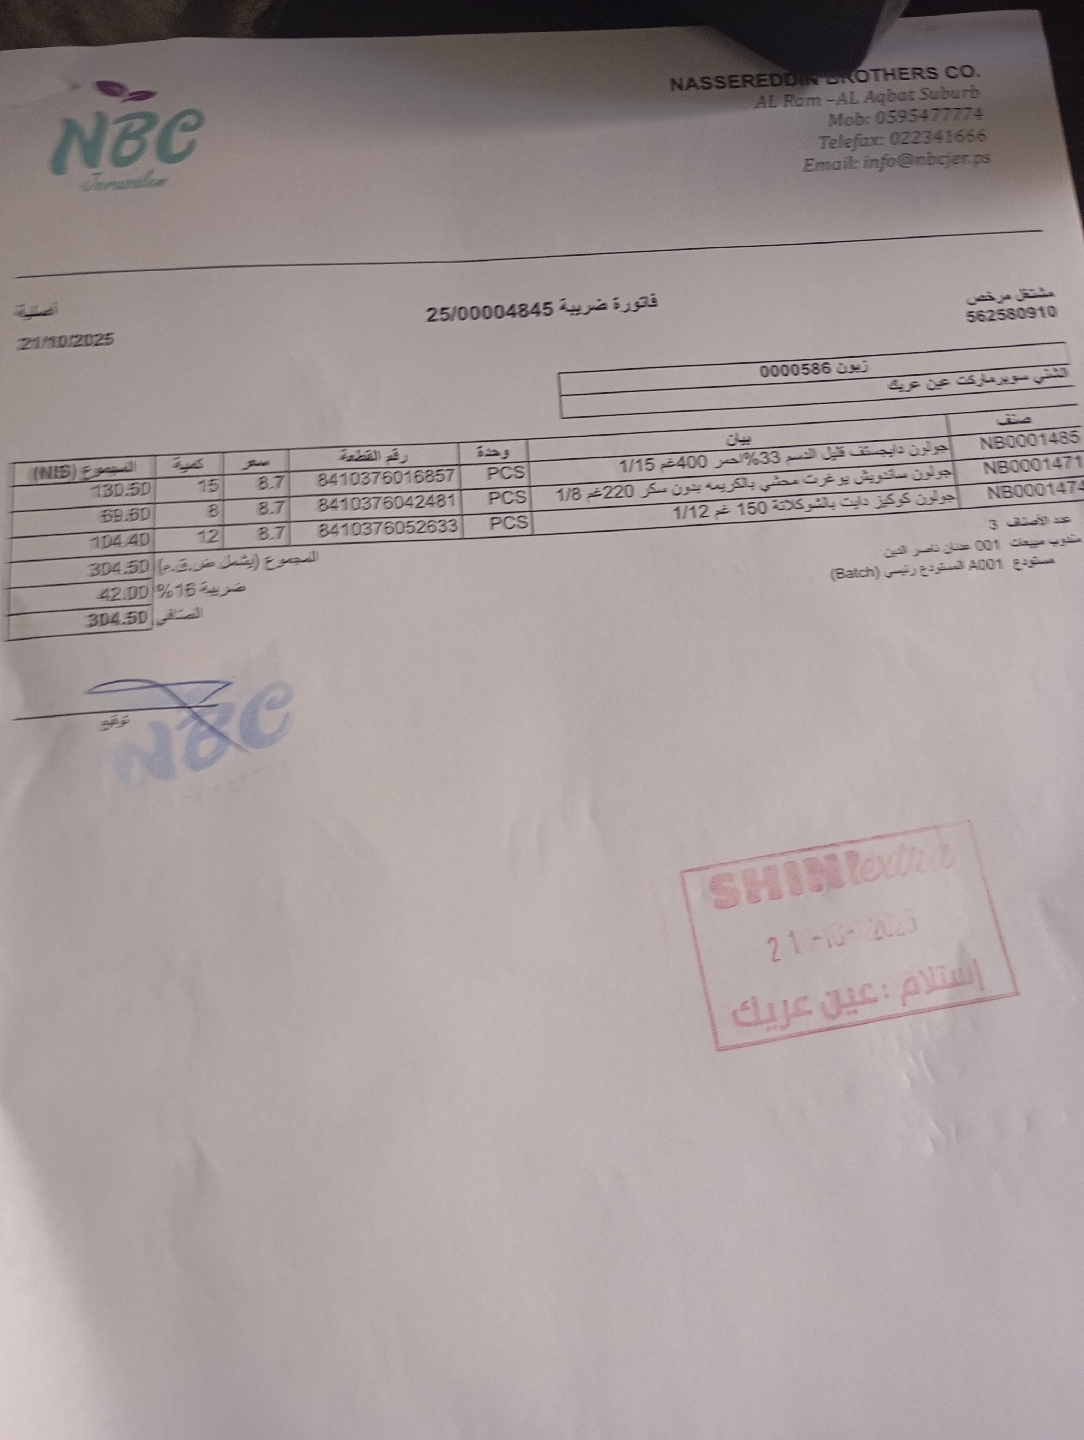 NBC
Jerusalem
NASSEREDDIN BROTHERS CO.
AL Ram –AL Aqbat Suburb
Mob: 0595477774
Telefax: 022341666
Email: info@nbcjer.ps
مشتغل مرخص
562580910
فاتورة ضريبة 25/00004845
أصلية
21/10/2025
زبون 0000586
الشني سوبرماركت عين عريك
صنف بيان وحدة رقم القطعة سعر كمية المجموع (NIS)
NB0001485 جولون دايجستف قليل الدسم 33%احمر 400غم 1/15 PCS 8410376016857 8.7 15 130.50
NB0001471 جولون ساندويش يوغرت محشي بالكريمه بدون سكر 220غم 1/8 PCS 8410376042481 8.7 8 69.60
NB0001474 جولون كوكيز دايت بالشوكلاتة 150 غم 1/12 PCS 8410376052633 8.7 12 104.40
عدد الأصناف 3
مندوب مبيعات 001 عدنان ناصر الدين
مستودع A001 المستودع رئيسي (Batch)
المجموع (يشمل ض.ق.م) 304.50
ضريبة 16% 42.00
الصافي 304.50
توقيع
NBC
SHINI extra
21-10-2025
إستلام : عين عريك